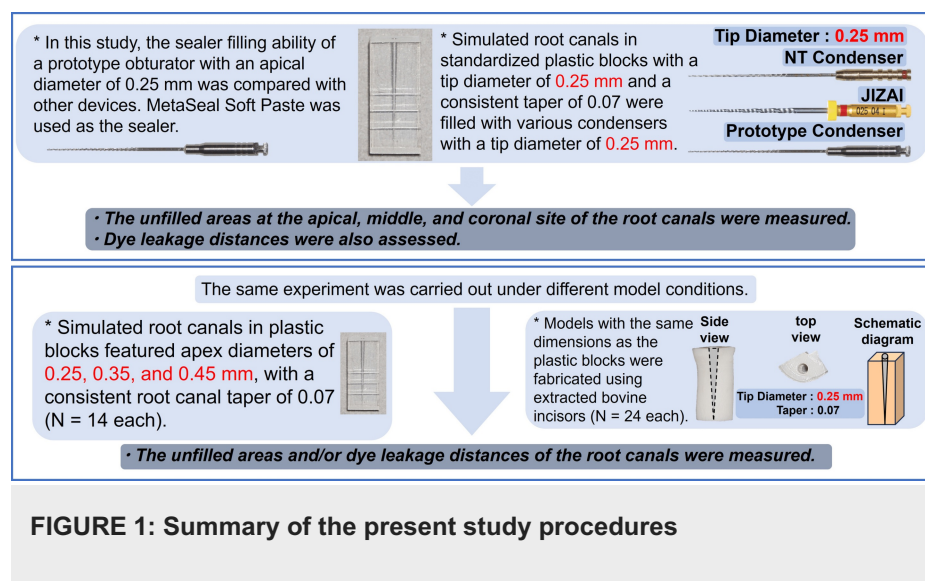 * In this study, the sealer filling ability of
a prototype obturator with an apical
diameter of 0.25 mm was compared with
other devices. MetaSeal Soft Paste was
used as the sealer.
* Simulated root canals in
standardized plastic blocks with a
tip diameter of 0.25 mm and a
consistent taper of 0.07 were
filled with various condensers
with a tip diameter of 0.25 mm.
Tip Diameter : 0.25 mm
NT Condenser
JIZAI
025 04 I
Prototype Condenser
・The unfilled areas at the apical, middle, and coronal site of the root canals were measured.
・Dye leakage distances were also assessed.
The same experiment was carried out under different model conditions.
* Simulated root canals in plastic
blocks featured apex diameters of
0.25, 0.35, and 0.45 mm, with a
consistent root canal taper of 0.07
(N = 14 each).
* Models with the same
dimensions as the
plastic blocks were
fabricated using
extracted bovine
incisors (N = 24 each).
Side
view
top
view
Schematic
diagram
Tip Diameter : 0.25 mm
Taper : 0.07
・The unfilled areas and/or dye leakage distances of the root canals were measured.
FIGURE 1: Summary of the present study procedures